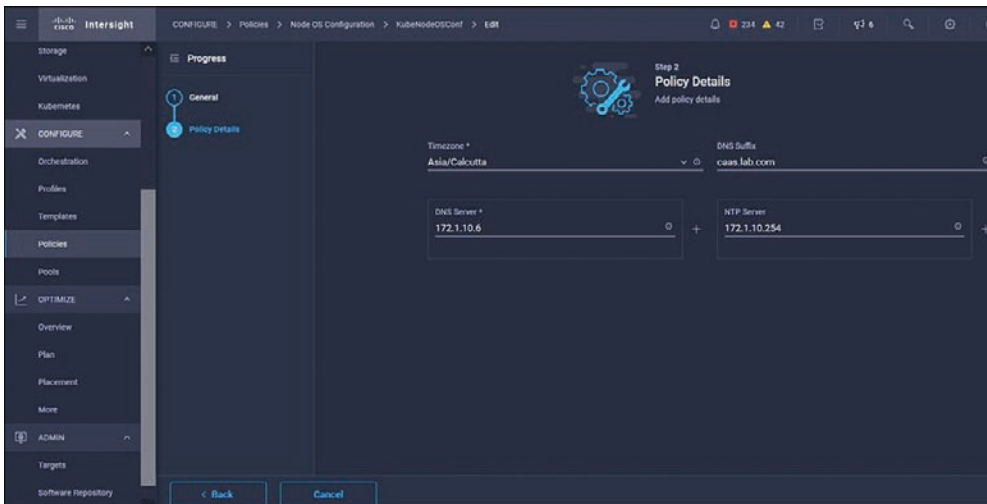 cisco Intersight
CONFIGURE > Policies > Node OS Configuration > KubeNodeOSConf > Edit
234 42 6
Storage
Virtualization
Kubernetes
CONFIGURE
Orchestration
Profiles
Templates
Policies
Pools
OPTIMIZE
Overview
Plan
Placement
More
ADMIN
Targets
Software Repository
Progress
1 General
2 Policy Details
Step 2
Policy Details
Add policy details
Timezone *
Asia/Calcutta
DNS Suffix
caas.lab.com
DNS Server *
172.1.10.6
+
NTP Server
172.1.10.254
+
< Back
Cancel